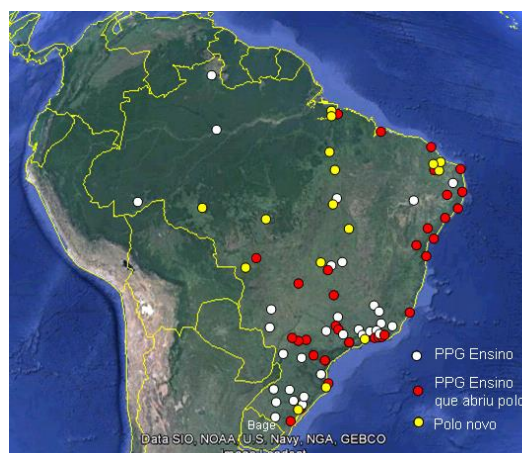 PPG Ensino
PPG Ensino
que abriu polo
Polo novo
Bage
Data SIO, NOAA, U.S. Navy, NGA, GEBCO